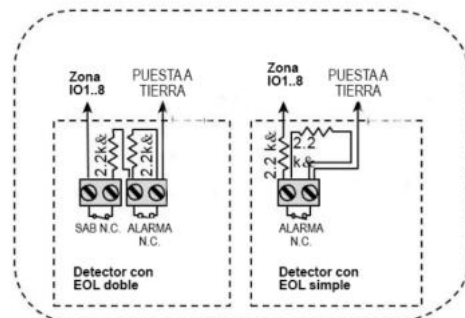 Zona
IO1..8
PUESTA A
TIERRA
2.2k&
2.2k&
SAB N.C.
ALARMA
N.C.
Detector con
EOL doble
Zona
IO1..8
PUESTA A
TIERRA
2.2 k&
2.2
k&
ALARMA
N.C.
Detector con
EOL simple